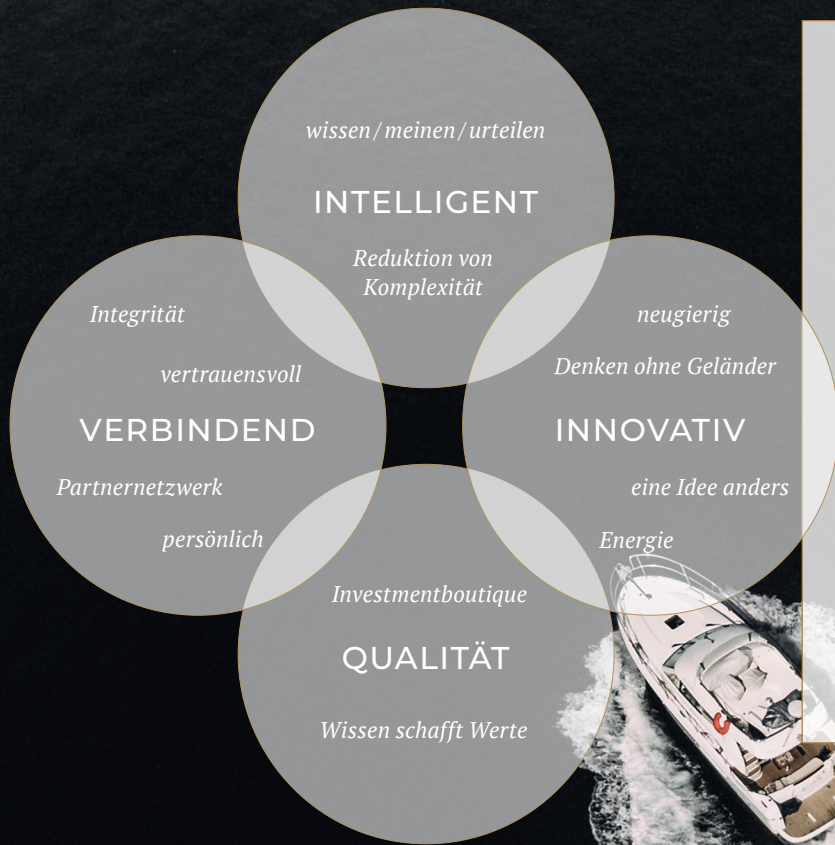 wissen / meinen / urteilen
INTELLIGENT
Reduktion von
Komplexität
Integrität
vertrauensvoll
VERBINDEND
Partnernetzwerk
persönlich
neugierig
Denken ohne Geländer
INNOVATIV
eine Idee anders
Energie
Investmentboutique
QUALITÄT
Wissen schafft Werte